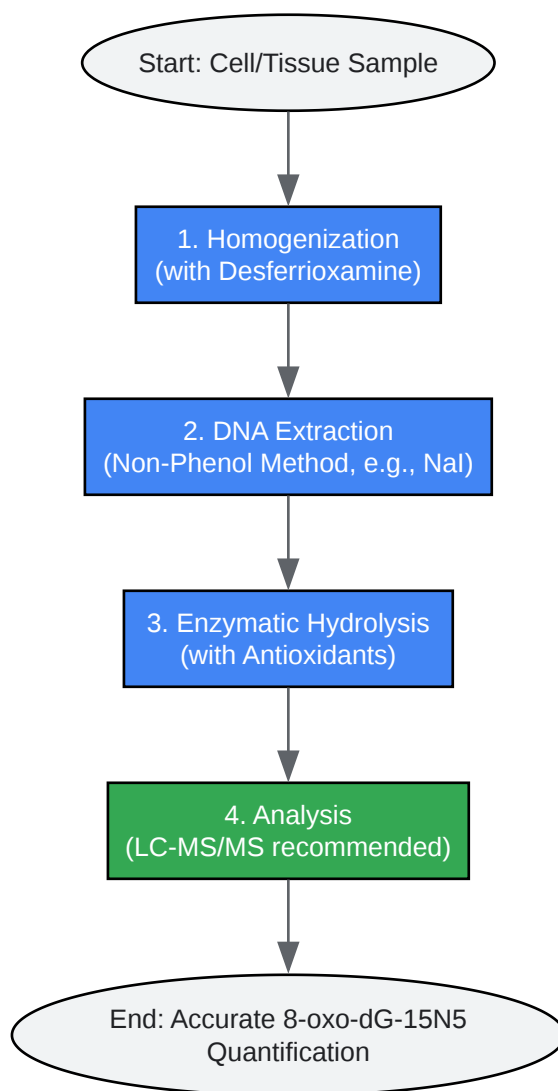 Start: Cell/Tissue Sample
1. Homogenization
(with Desferrioxamine)
2. DNA Extraction
(Non-Phenol Method, e.g., NaI)
3. Enzymatic Hydrolysis
(with Antioxidants)
4. Analysis
(LC-MS/MS recommended)
End: Accurate 8-oxo-dG-15N5
Quantification